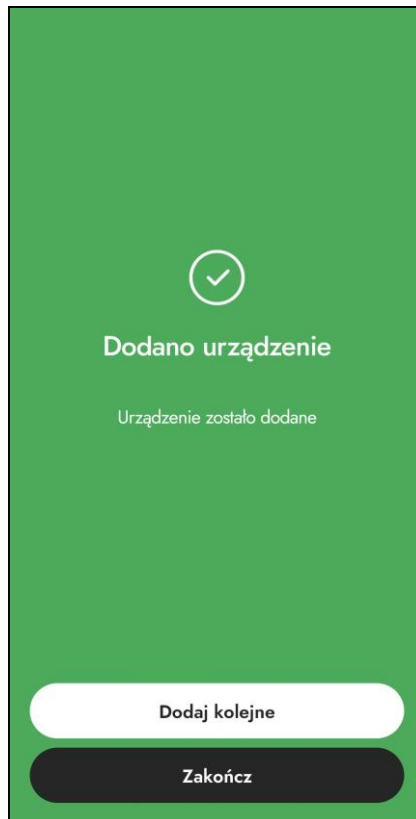 Dodano urządzenie
Urządzenie zostało dodane
Dodaj kolejne
Zakończ